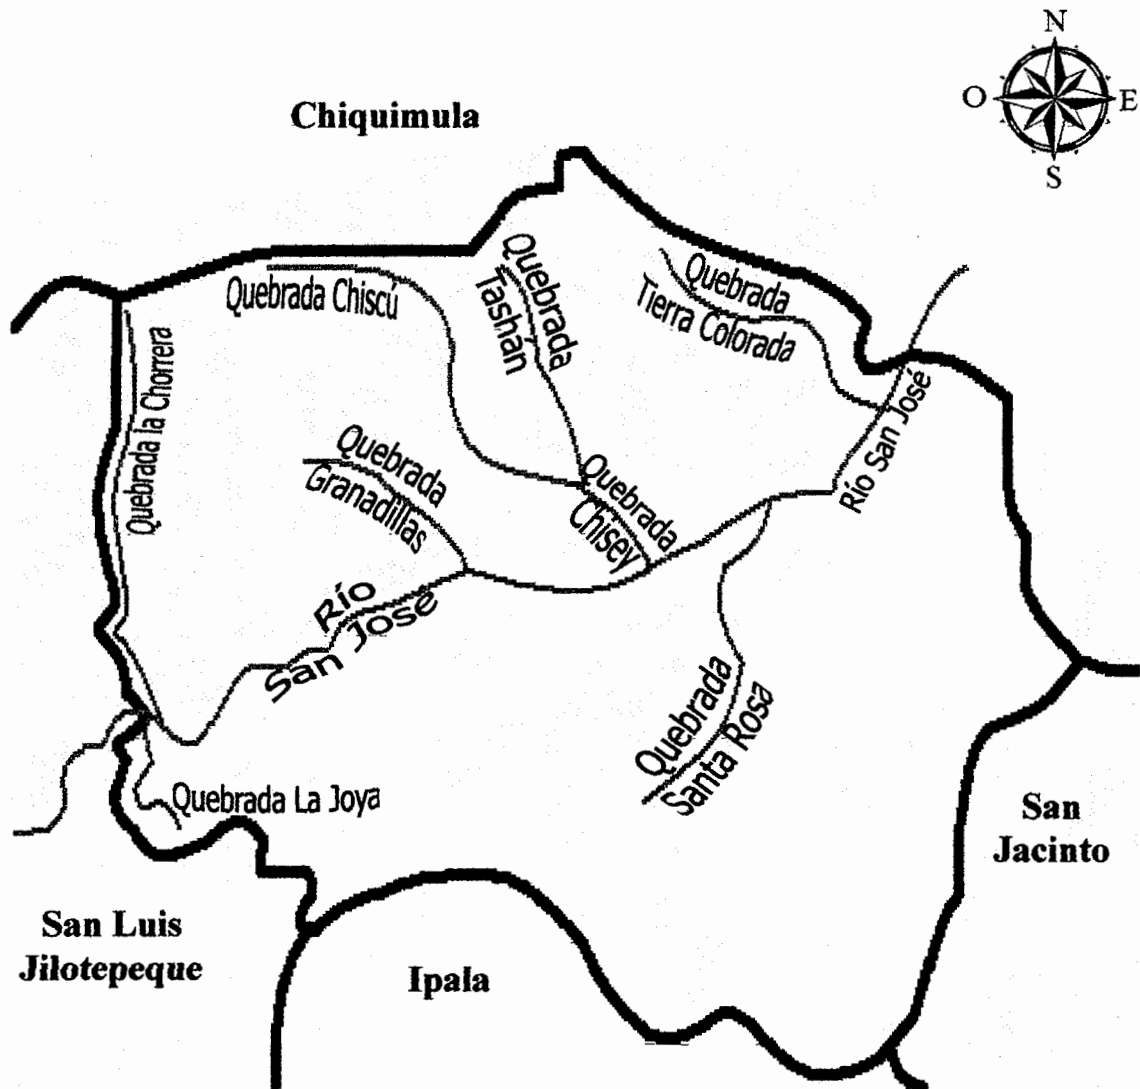 N
O
E
S
Chiquimula
Quebrada Chiscú
Quebrada
Tashán
Quebrada
Tierra Colorada
Quebrada la Chorrera
Río San José
Quebrada
Granadillas
Quebrada
Chisey
Río
San José
Quebrada
Santa Rosa
Quebrada La Joya
San
Jacinto
San Luis
Jilotepeque
Ipala